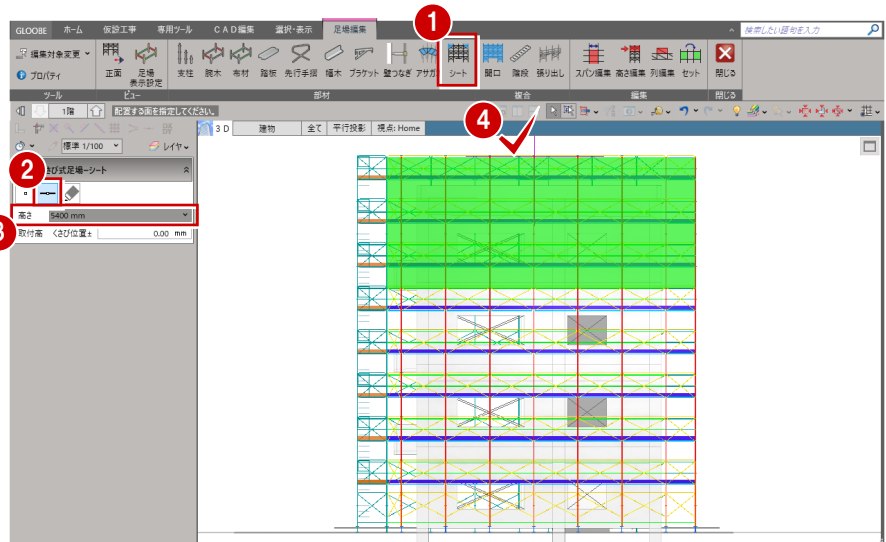 GLOOBE ホーム 仮設工事 専用ツール CAD編集 選択・表示 足場編集 検索したい語句を入力
1
編集対象変更
プロパティ
正面 足場表示設定 支柱 腕木 布材 踏板 先行手摺 幅木 ブラケット 壁つなぎ アサガオ シート 開口 階段 張り出し スパン編集 高さ編集 列編集 セット 閉じる
ツール ビュー 部材 複合 編集 閉じる
1階 配置する面を指定してください。
3D 建物 全て 平行投影 視点: Home
4
標準 1/100 レイヤ
2
さび式足場-シート
高さ 5400 mm
3
取付高 くさび位置± 0.00 mm